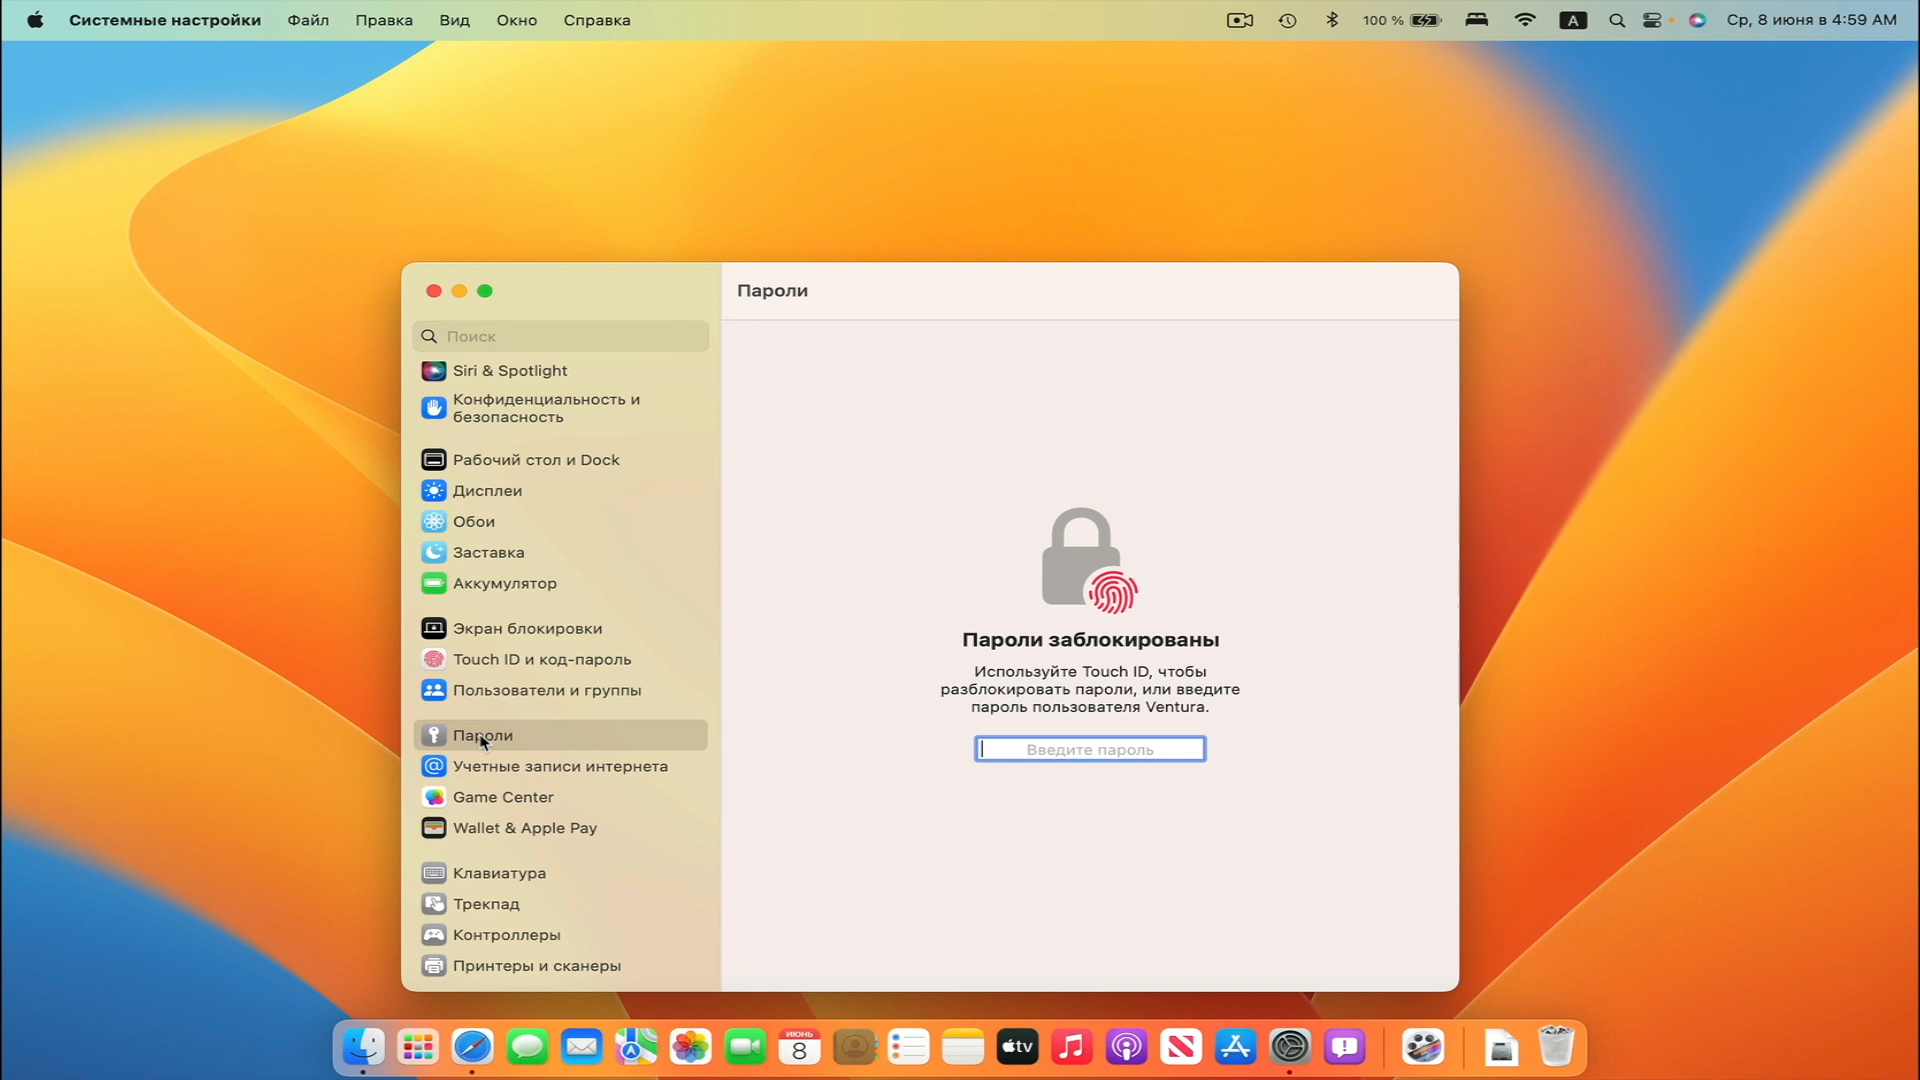 Системные настройки Файл Правка Вид Окно Справка 100 % A Ср, 8 июня в 4:59 AM
Пароли
Поиск
Siri & Spotlight
Конфиденциальность и
безопасность
Рабочий стол и Dock
Дисплеи
Обои
Заставка
Аккумулятор
Экран блокировки
Touch ID и код-пароль
Пользователи и группы
Пароли
Учетные записи интернета
Game Center
Wallet & Apple Pay
Клавиатура
Трекпад
Контроллеры
Принтеры и сканеры
Пароли заблокированы
Используйте Touch ID, чтобы
разблокировать пароли, или введите
пароль пользователя Ventura.
Введите пароль
ИЮНЬ
8
tv